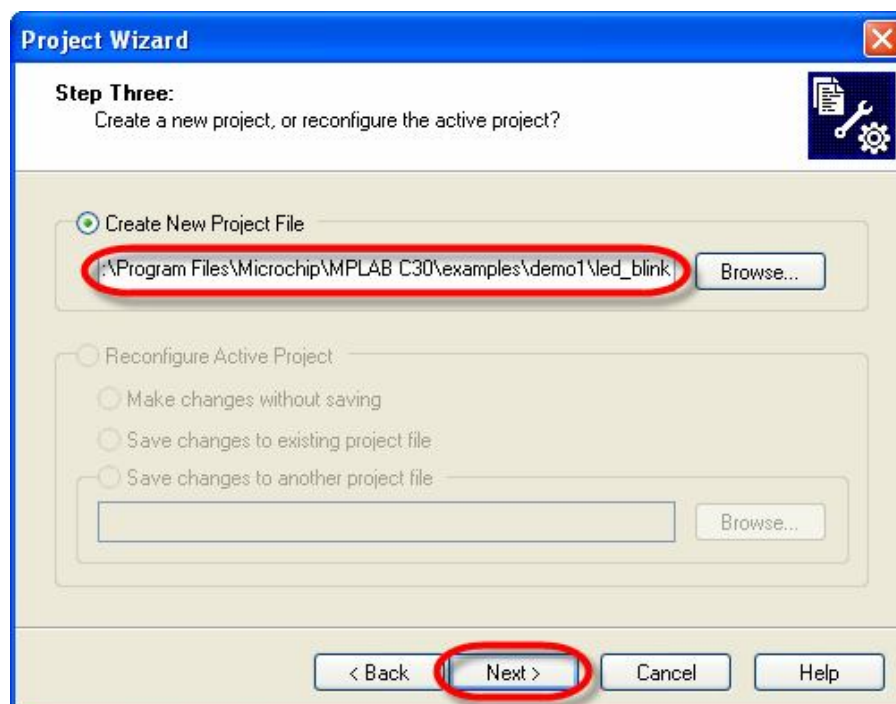 Project Wizard
Step Three:
Create a new project, or reconfigure the active project?
Create New Project File
:\Program Files\Microchip\MPLAB C30\examples\demo1\led_blink
Browse...
Reconfigure Active Project
Make changes without saving
Save changes to existing project file
Save changes to another project file
Browse...
< Back
Next >
Cancel
Help